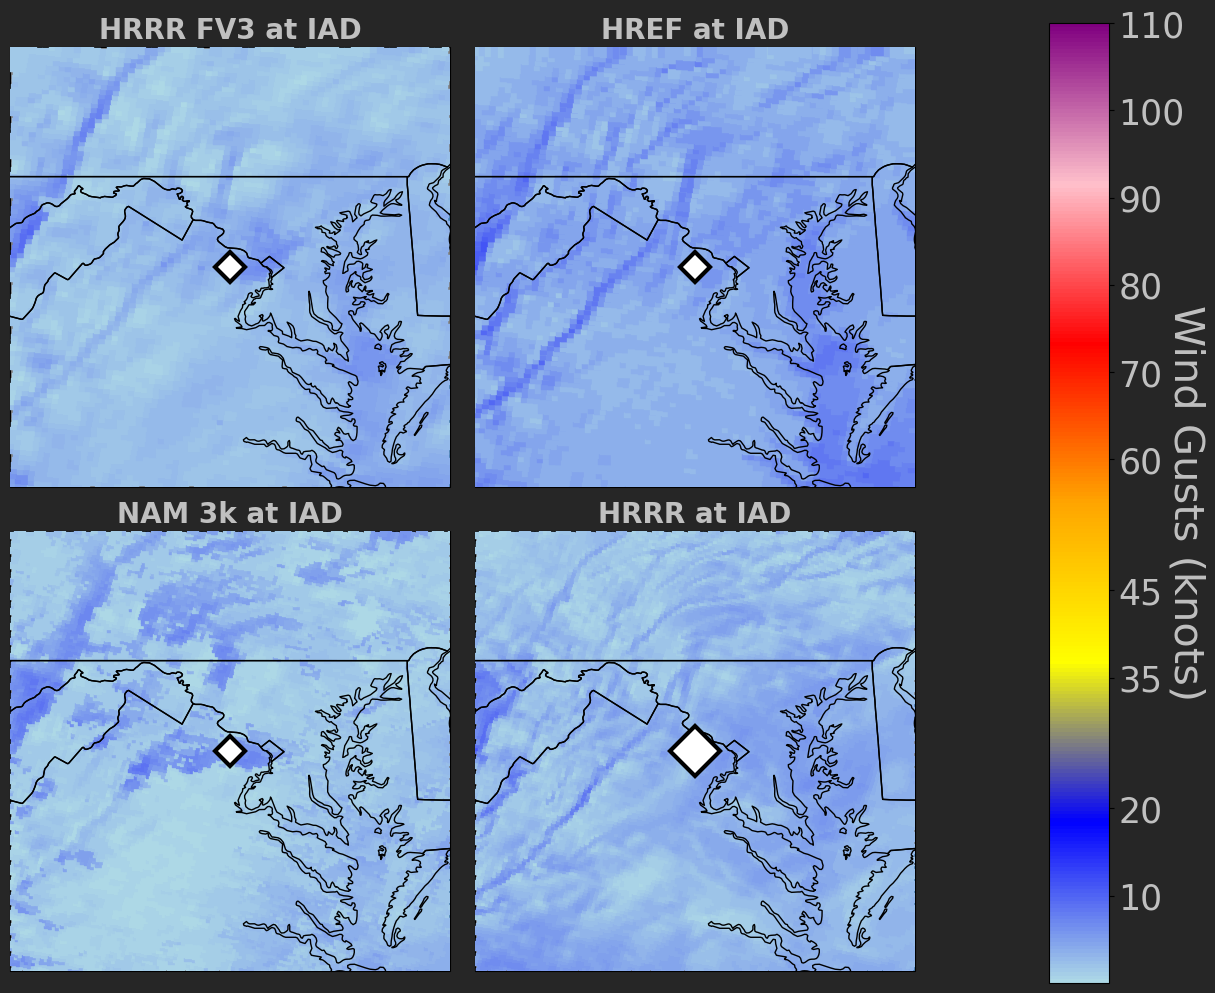 HRRR FV3 at IAD
HREF at IAD
NAM 3k at IAD
HRRR at IAD
110
100
90
80
70
60
45
35
20
10
Wind Gusts (knots)